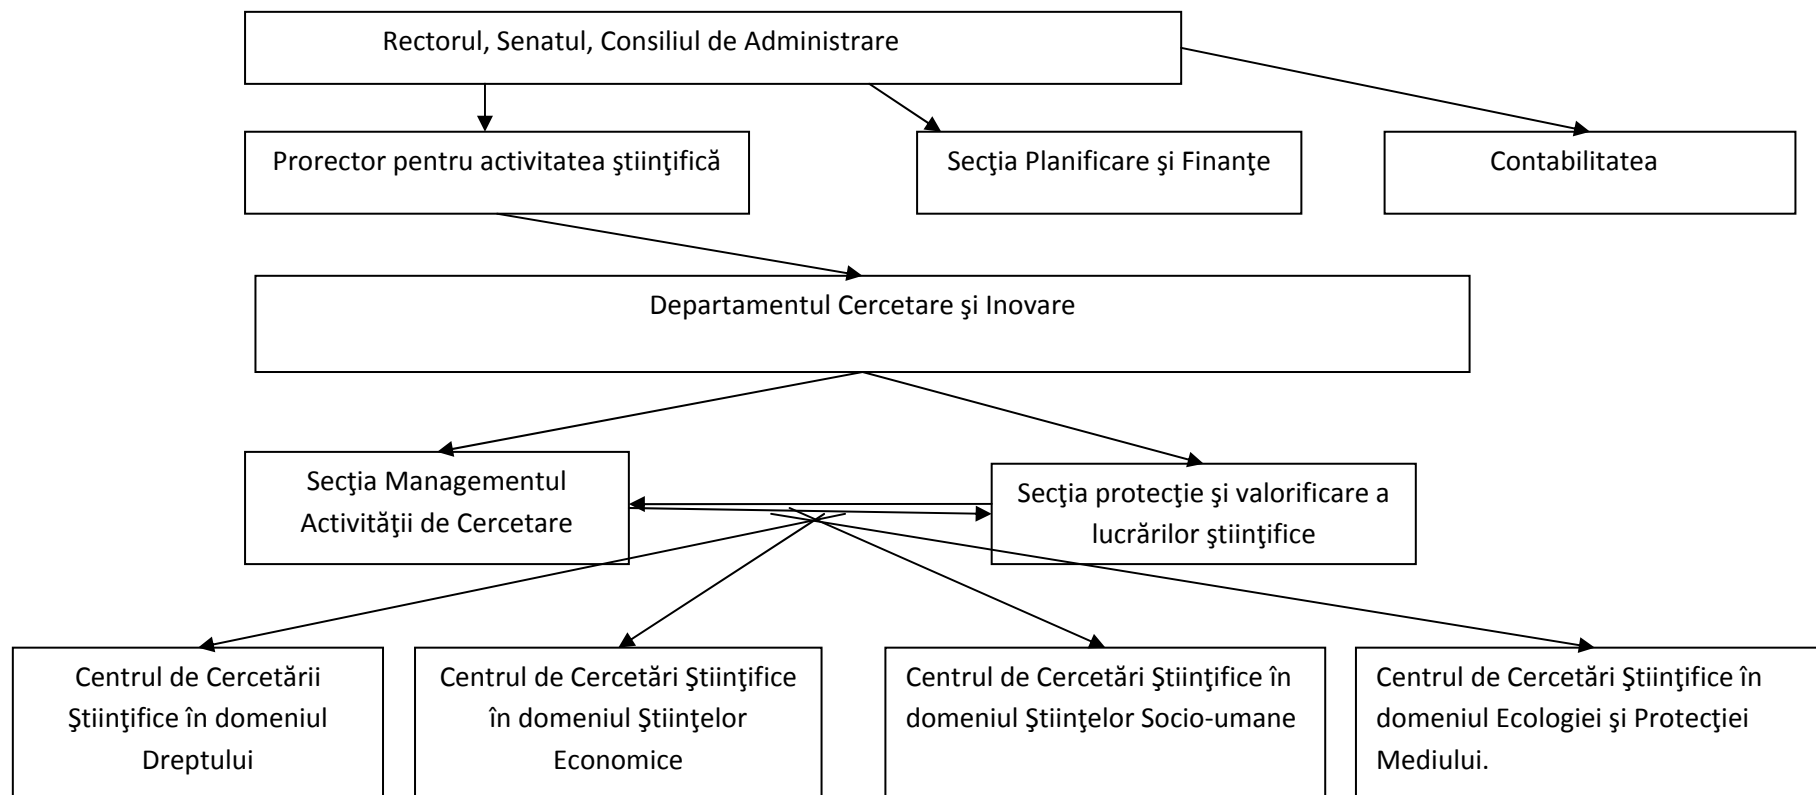 Rectorul, Senatul, Consiliul de Administrare
Prorector pentru activitatea ştiinţifică
Secţia Planificare şi Finanţe
Contabilitatea
Departamentul Cercetare şi Inovare
Secţia Managementul
Activităţii de Cercetare
Secţia protecţie şi valorificare a
lucrărilor ştiinţifice
Centrul de Cercetării
Ştiinţifice în domeniul
Dreptului
Centrul de Cercetări Ştiinţifice
în domeniul Ştiinţelor
Economice
Centrul de Cercetări Ştiinţifice în
domeniul Ştiinţelor Socio-umane
Centrul de Cercetări Ştiinţifice în
domeniul Ecologiei şi Protecţiei
Mediului.